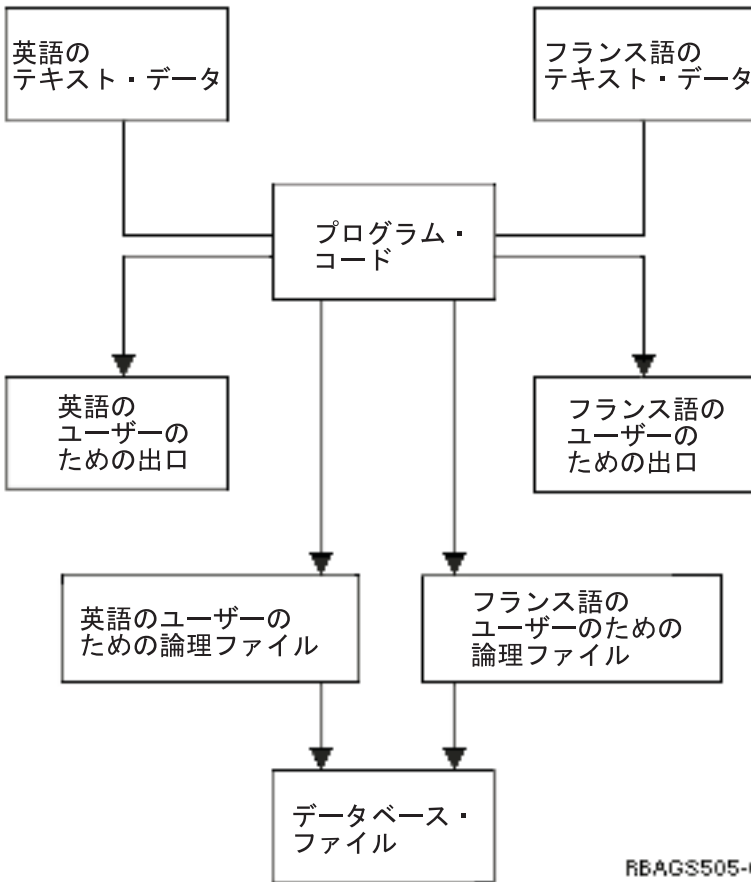 英語の
テキスト・データ
フランス語の
テキスト・データ
プログラム・
コード
英語の
ユーザーの
ための出口
フランス語の
ユーザーの
ための出口
英語のユーザーの
ための論理ファイル
フランス語の
ユーザーのための
論理ファイル
データベース・
ファイル
RBAGS505-